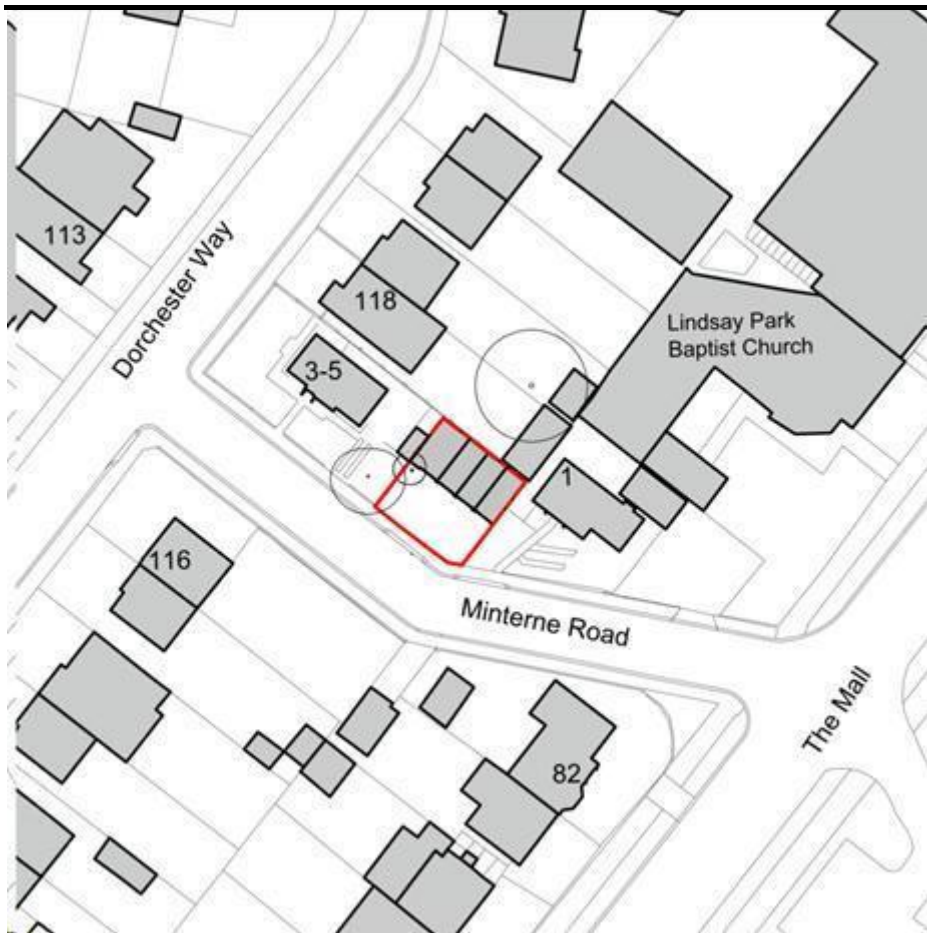 113
Dorchester Way
118
Lindsay Park
Baptist Church
3-5
1
116
Minterne Road
The Mall
82